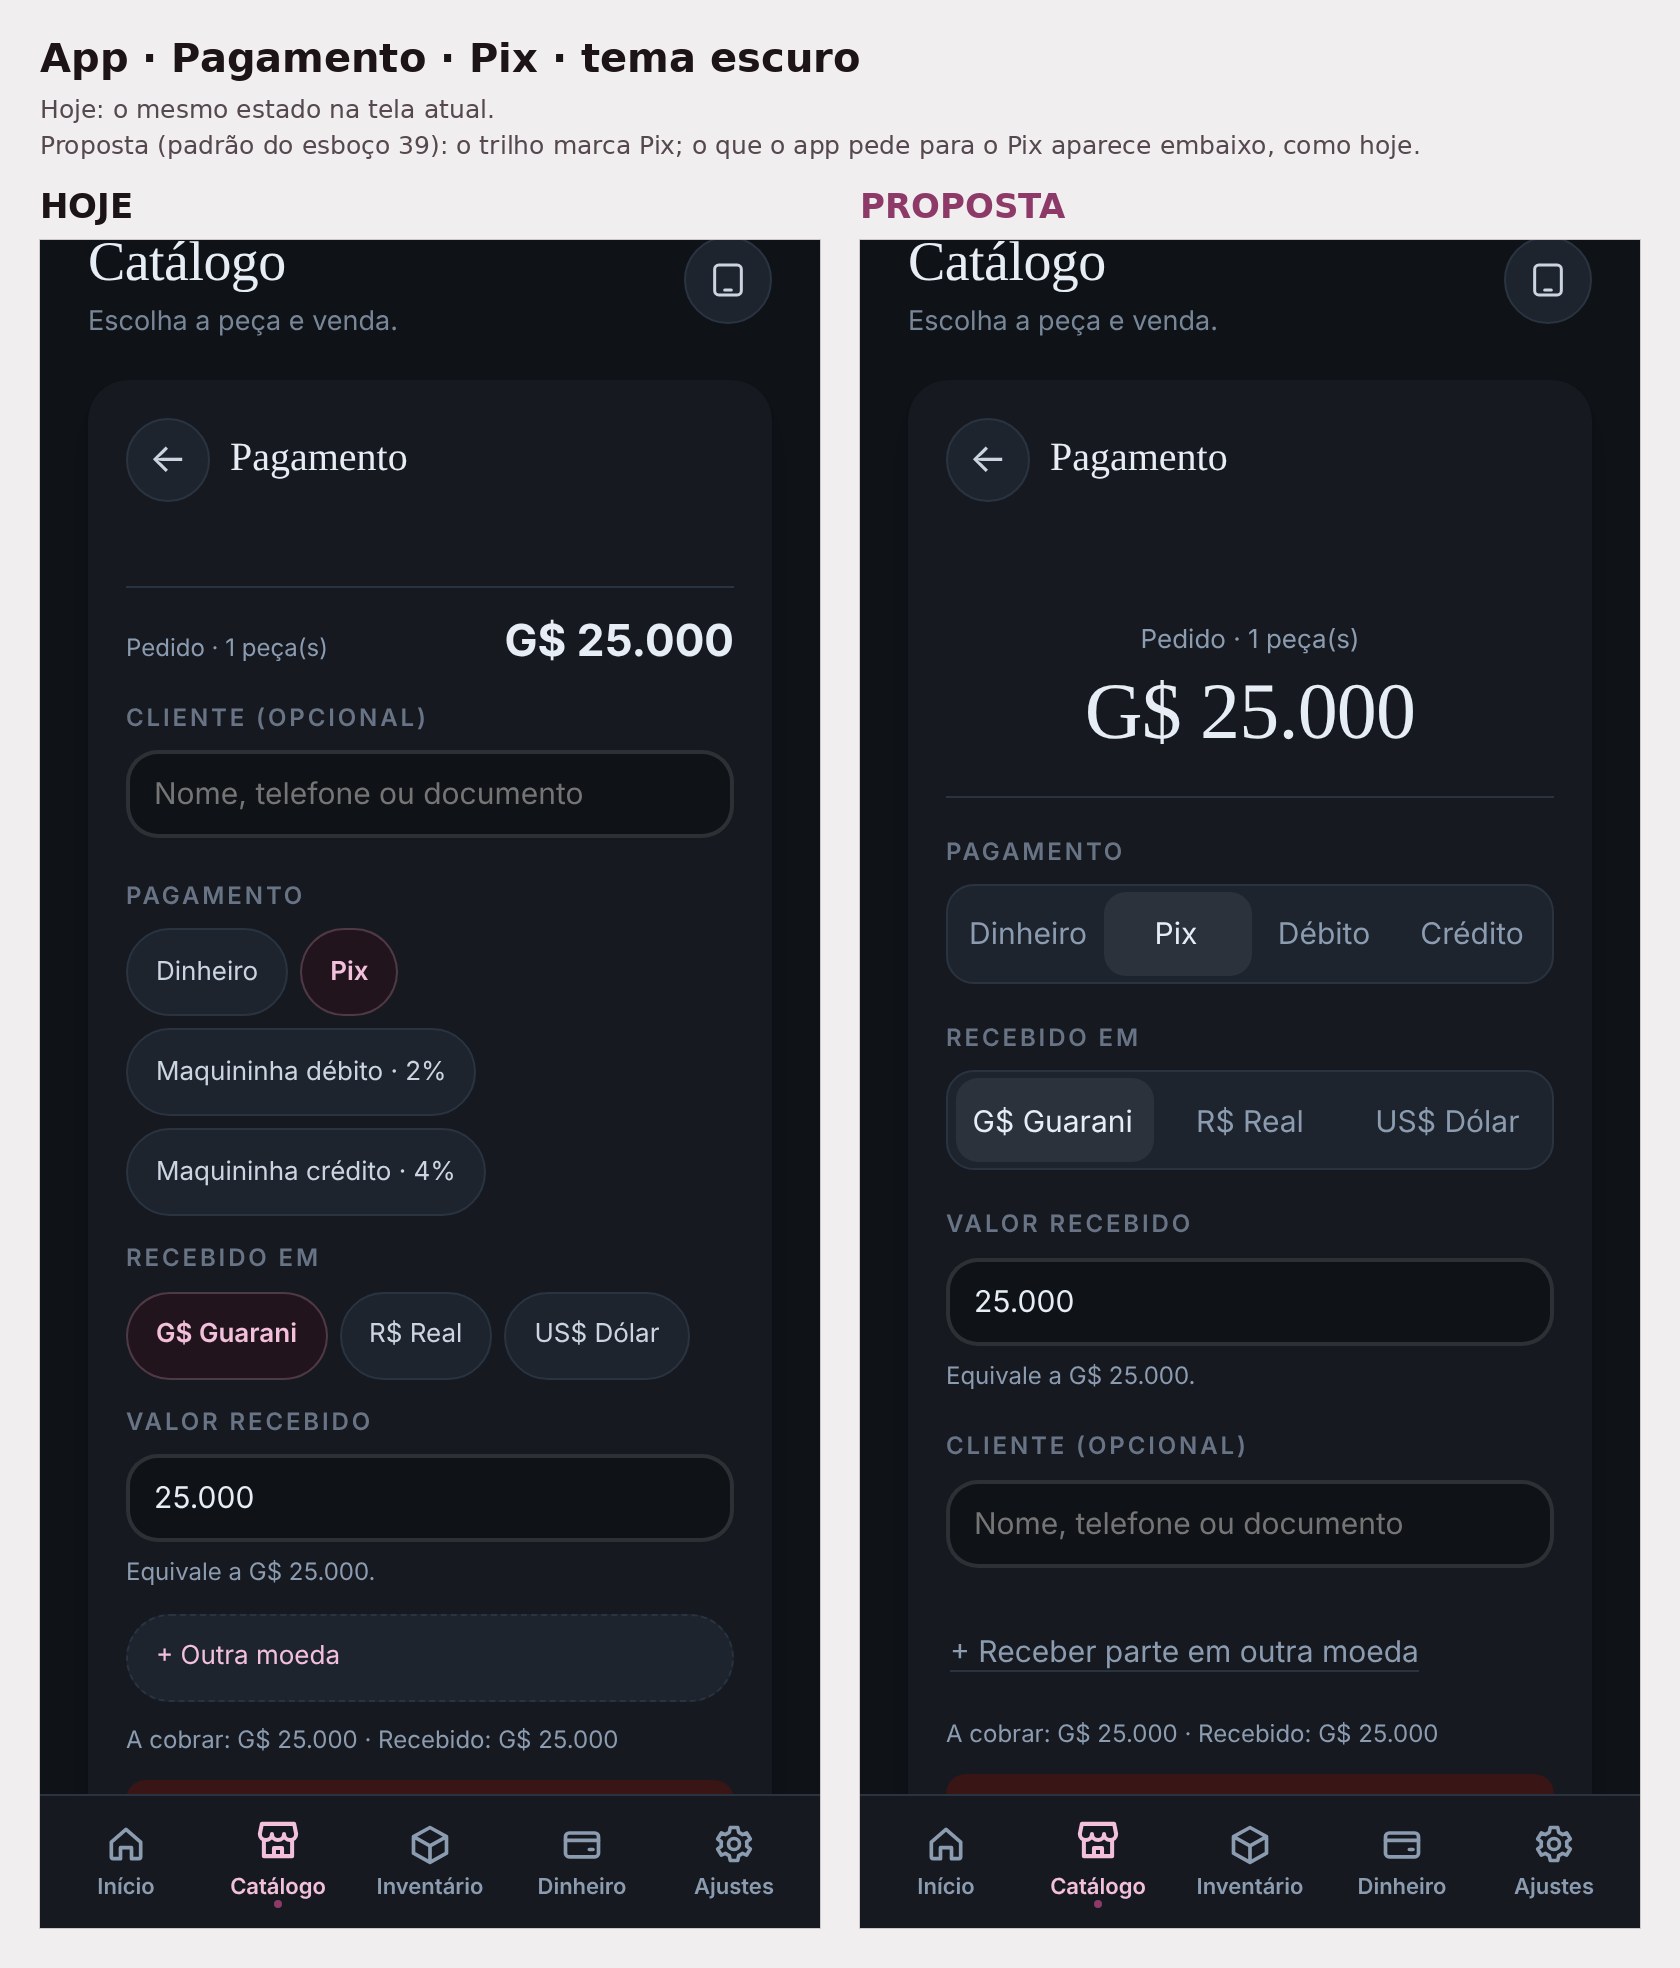 App · Pagamento · Pix · tema escuro
Hoje: o mesmo estado na tela atual.
Proposta (padrão do esboço 39): o trilho marca Pix; o que o app pede para o Pix aparece embaixo, como hoje.
HOJE
Catálogo
Escolha a peça e venda.
Pagamento
Pedido · 1 peça(s)
G$ 25.000
CLIENTE (OPCIONAL)
Nome, telefone ou documento
PAGAMENTO
Dinheiro
Pix
Maquininha débito · 2%
Maquininha crédito · 4%
RECEBIDO EM
G$ Guarani
R$ Real
US$ Dólar
VALOR RECEBIDO
25.000
Equivale a G$ 25.000.
+ Outra moeda
A cobrar: G$ 25.000 · Recebido: G$ 25.000
Início
Catálogo
Inventário
Dinheiro
Ajustes
PROPOSTA
Catálogo
Escolha a peça e venda.
Pagamento
Pedido · 1 peça(s)
G$ 25.000
PAGAMENTO
Dinheiro
Pix
Débito
Crédito
RECEBIDO EM
G$ Guarani
R$ Real
US$ Dólar
VALOR RECEBIDO
25.000
Equivale a G$ 25.000.
CLIENTE (OPCIONAL)
Nome, telefone ou documento
+ Receber parte em outra moeda
A cobrar: G$ 25.000 · Recebido: G$ 25.000
Início
Catálogo
Inventário
Dinheiro
Ajustes